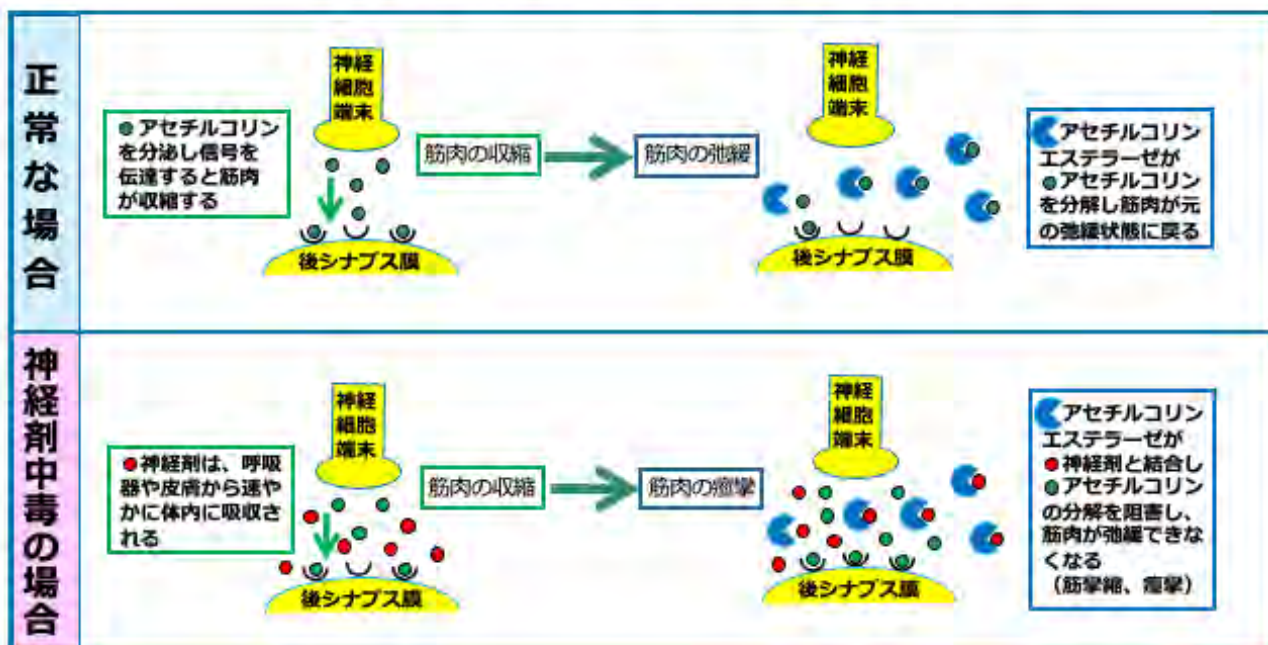 正常な場合
神経
細胞
端末
アセチルコリン
を分泌し信号を
伝達すると筋肉
が収縮する
後シナプス膜
筋肉の収縮
筋肉の弛緩
神経
細胞
端末
後シナプス膜
アセチルコリン
エステラーゼが
アセチルコリン
を分解し筋肉が元
の弛緩状態に戻る
神経剤中毒の場合
神経
細胞
端末
神経剤は、呼吸
器や皮膚から速や
かに体内に吸収さ
れる
後シナプス膜
筋肉の収縮
筋肉の痙攣
神経
細胞
端末
後シナプス膜
アセチルコリン
エステラーゼが
神経剤と結合し
アセチルコリン
の分解を阻害し、
筋肉が弛緩できな
くなる
（筋攣縮、痙攣）